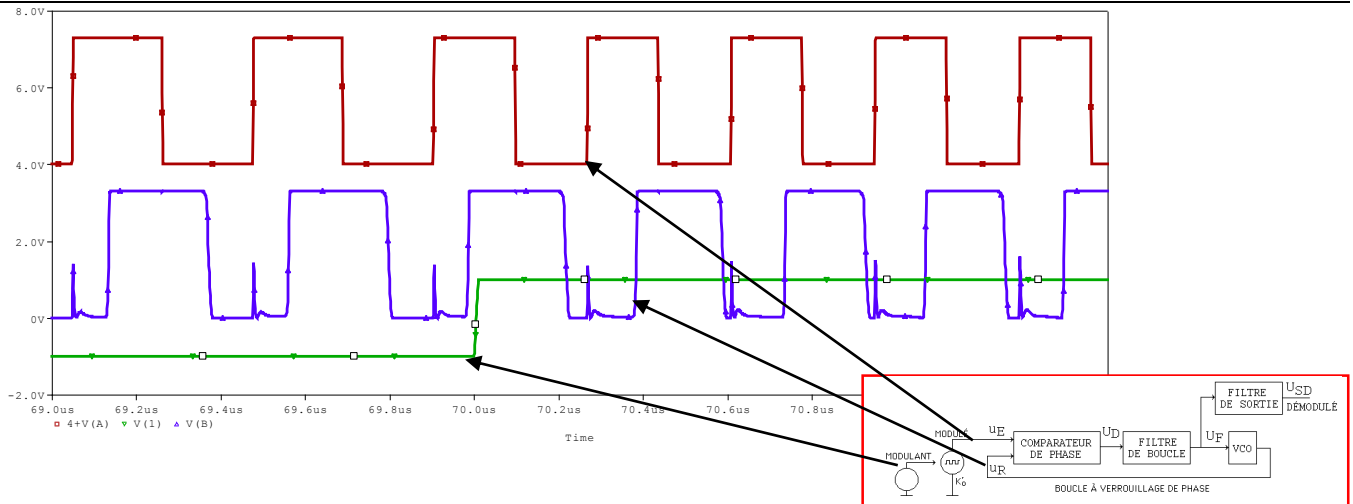 8.0V
6.0V
4.0V
2.0V
0V
-2.0V
69.0us 69.2us 69.4us 69.6us 69.8us 70.0us 70.2us 70.4us 70.6us 70.8us
4+V(A) V(1) V(B)
Time
FILTRE
DE SORTIE
USD
DÉMODULÉ
MODULÉ
uE
COMPARATEUR
DE PHASE
UD
FILTRE
DE BOUCLE
UF
VCO
MODULANT
uR
K'o
BOUCLE À VERROUILLAGE DE PHASE